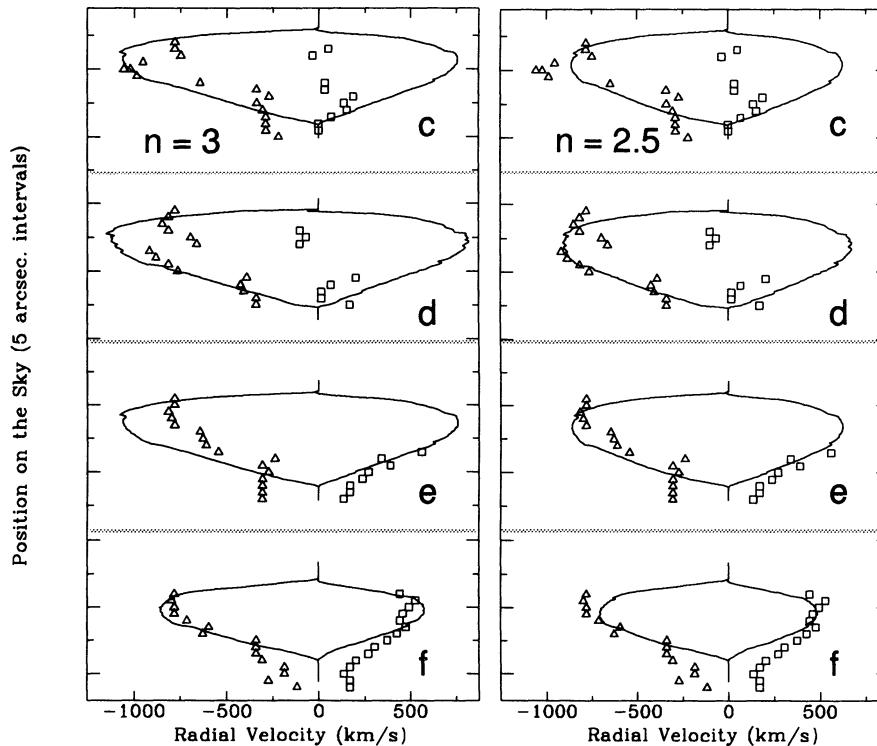 c
n = 3
c
n = 2.5
d
d
e
e
f
f
Position on the Sky (5 arcsec. intervals)
-1000 -500 0 500
-1000 -500 0 500
Radial Velocity (km/s)
Radial Velocity (km/s)